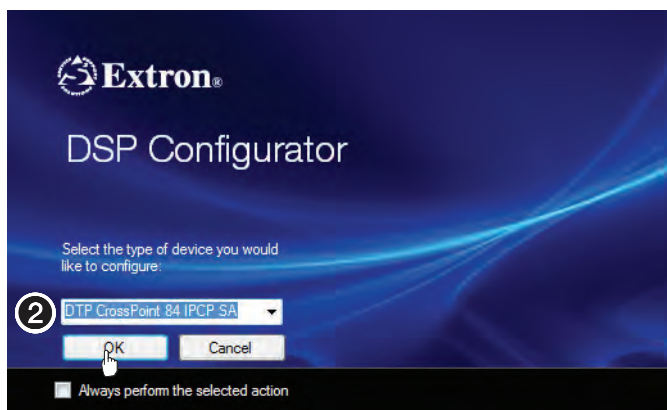 Extron®
DSP Configurator
Select the type of device you would
like to configure:
2
DTP CrossPoint 84 IPCP SA
OK Cancel
Always perform the selected action